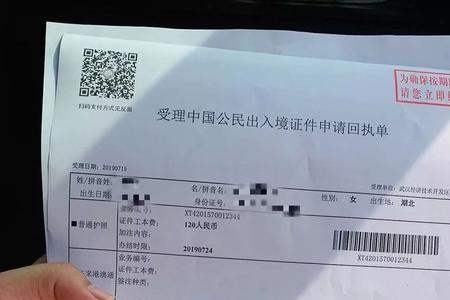 为确保按期
请您立即
扫码支付方式见反面
受理中国公民出入境证件申请回执单
受理日期: 20190715
受理单位: 武汉经济技术开发区
姓/拼音姓:
名/拼音名:
性别: 女 出生地: 湖北
出生日期:
身份证号:
业务编号: XT4201570012344
普通护照 证件工本费: 120人民币
加注内容:
办结时限: 20190724
XT4201570012344
业务编号:
往来港澳通 证件工本费:
签注种类: